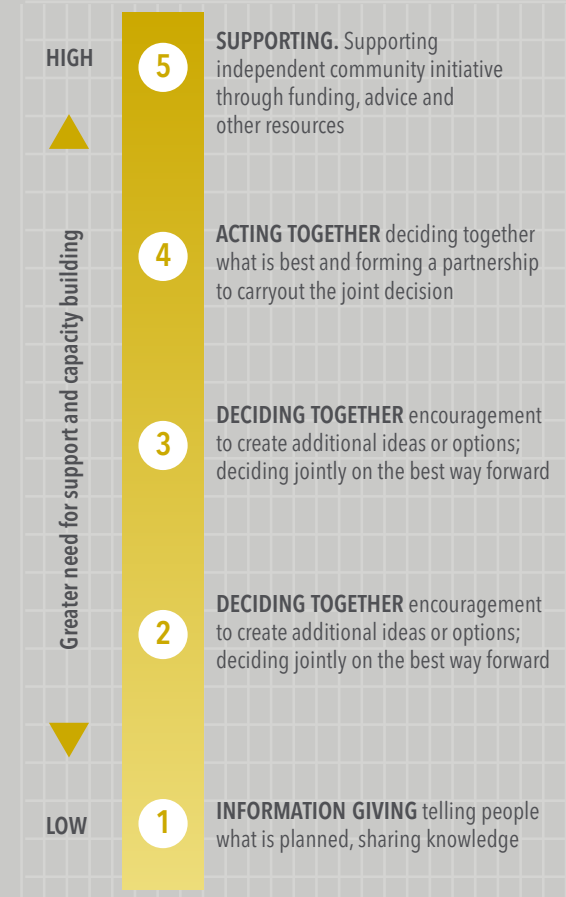 HIGH
5
SUPPORTING. Supporting
independent community initiative
through funding, advice and
other resources
Greater need for support and capacity building
4
ACTING TOGETHER deciding together
what is best and forming a partnership
to carryout the joint decision
3
DECIDING TOGETHER encouragement
to create additional ideas or options;
deciding jointly on the best way forward
2
DECIDING TOGETHER encouragement
to create additional ideas or options;
deciding jointly on the best way forward
LOW
1
INFORMATION GIVING telling people
what is planned, sharing knowledge